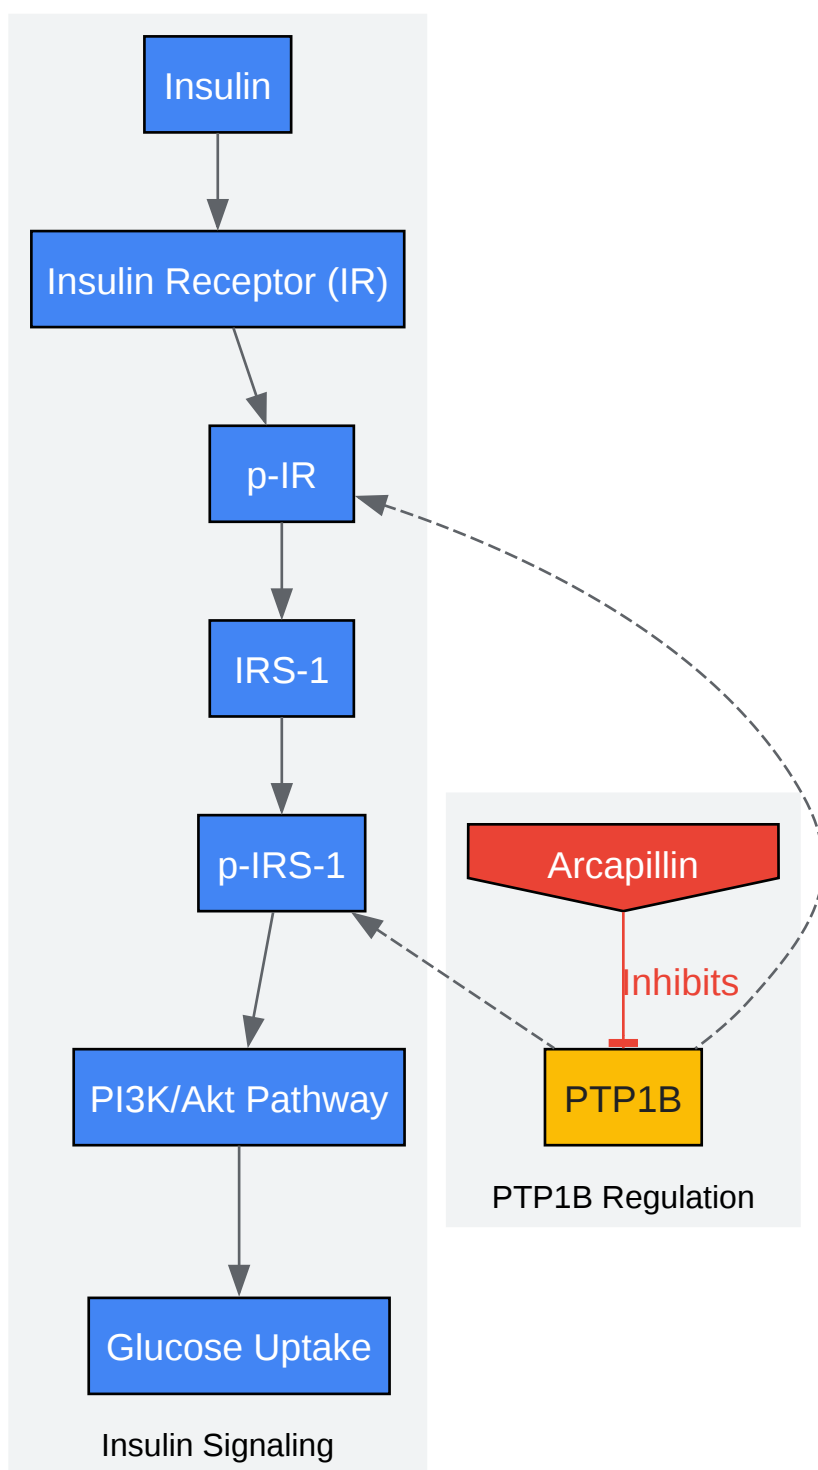 Insulin
Insulin Receptor (IR)
p-IR
IRS-1
p-IRS-1
Arcapillin
Inhibits
PI3K/Akt Pathway
PTP1B
PTP1B Regulation
Glucose Uptake
Insulin Signaling